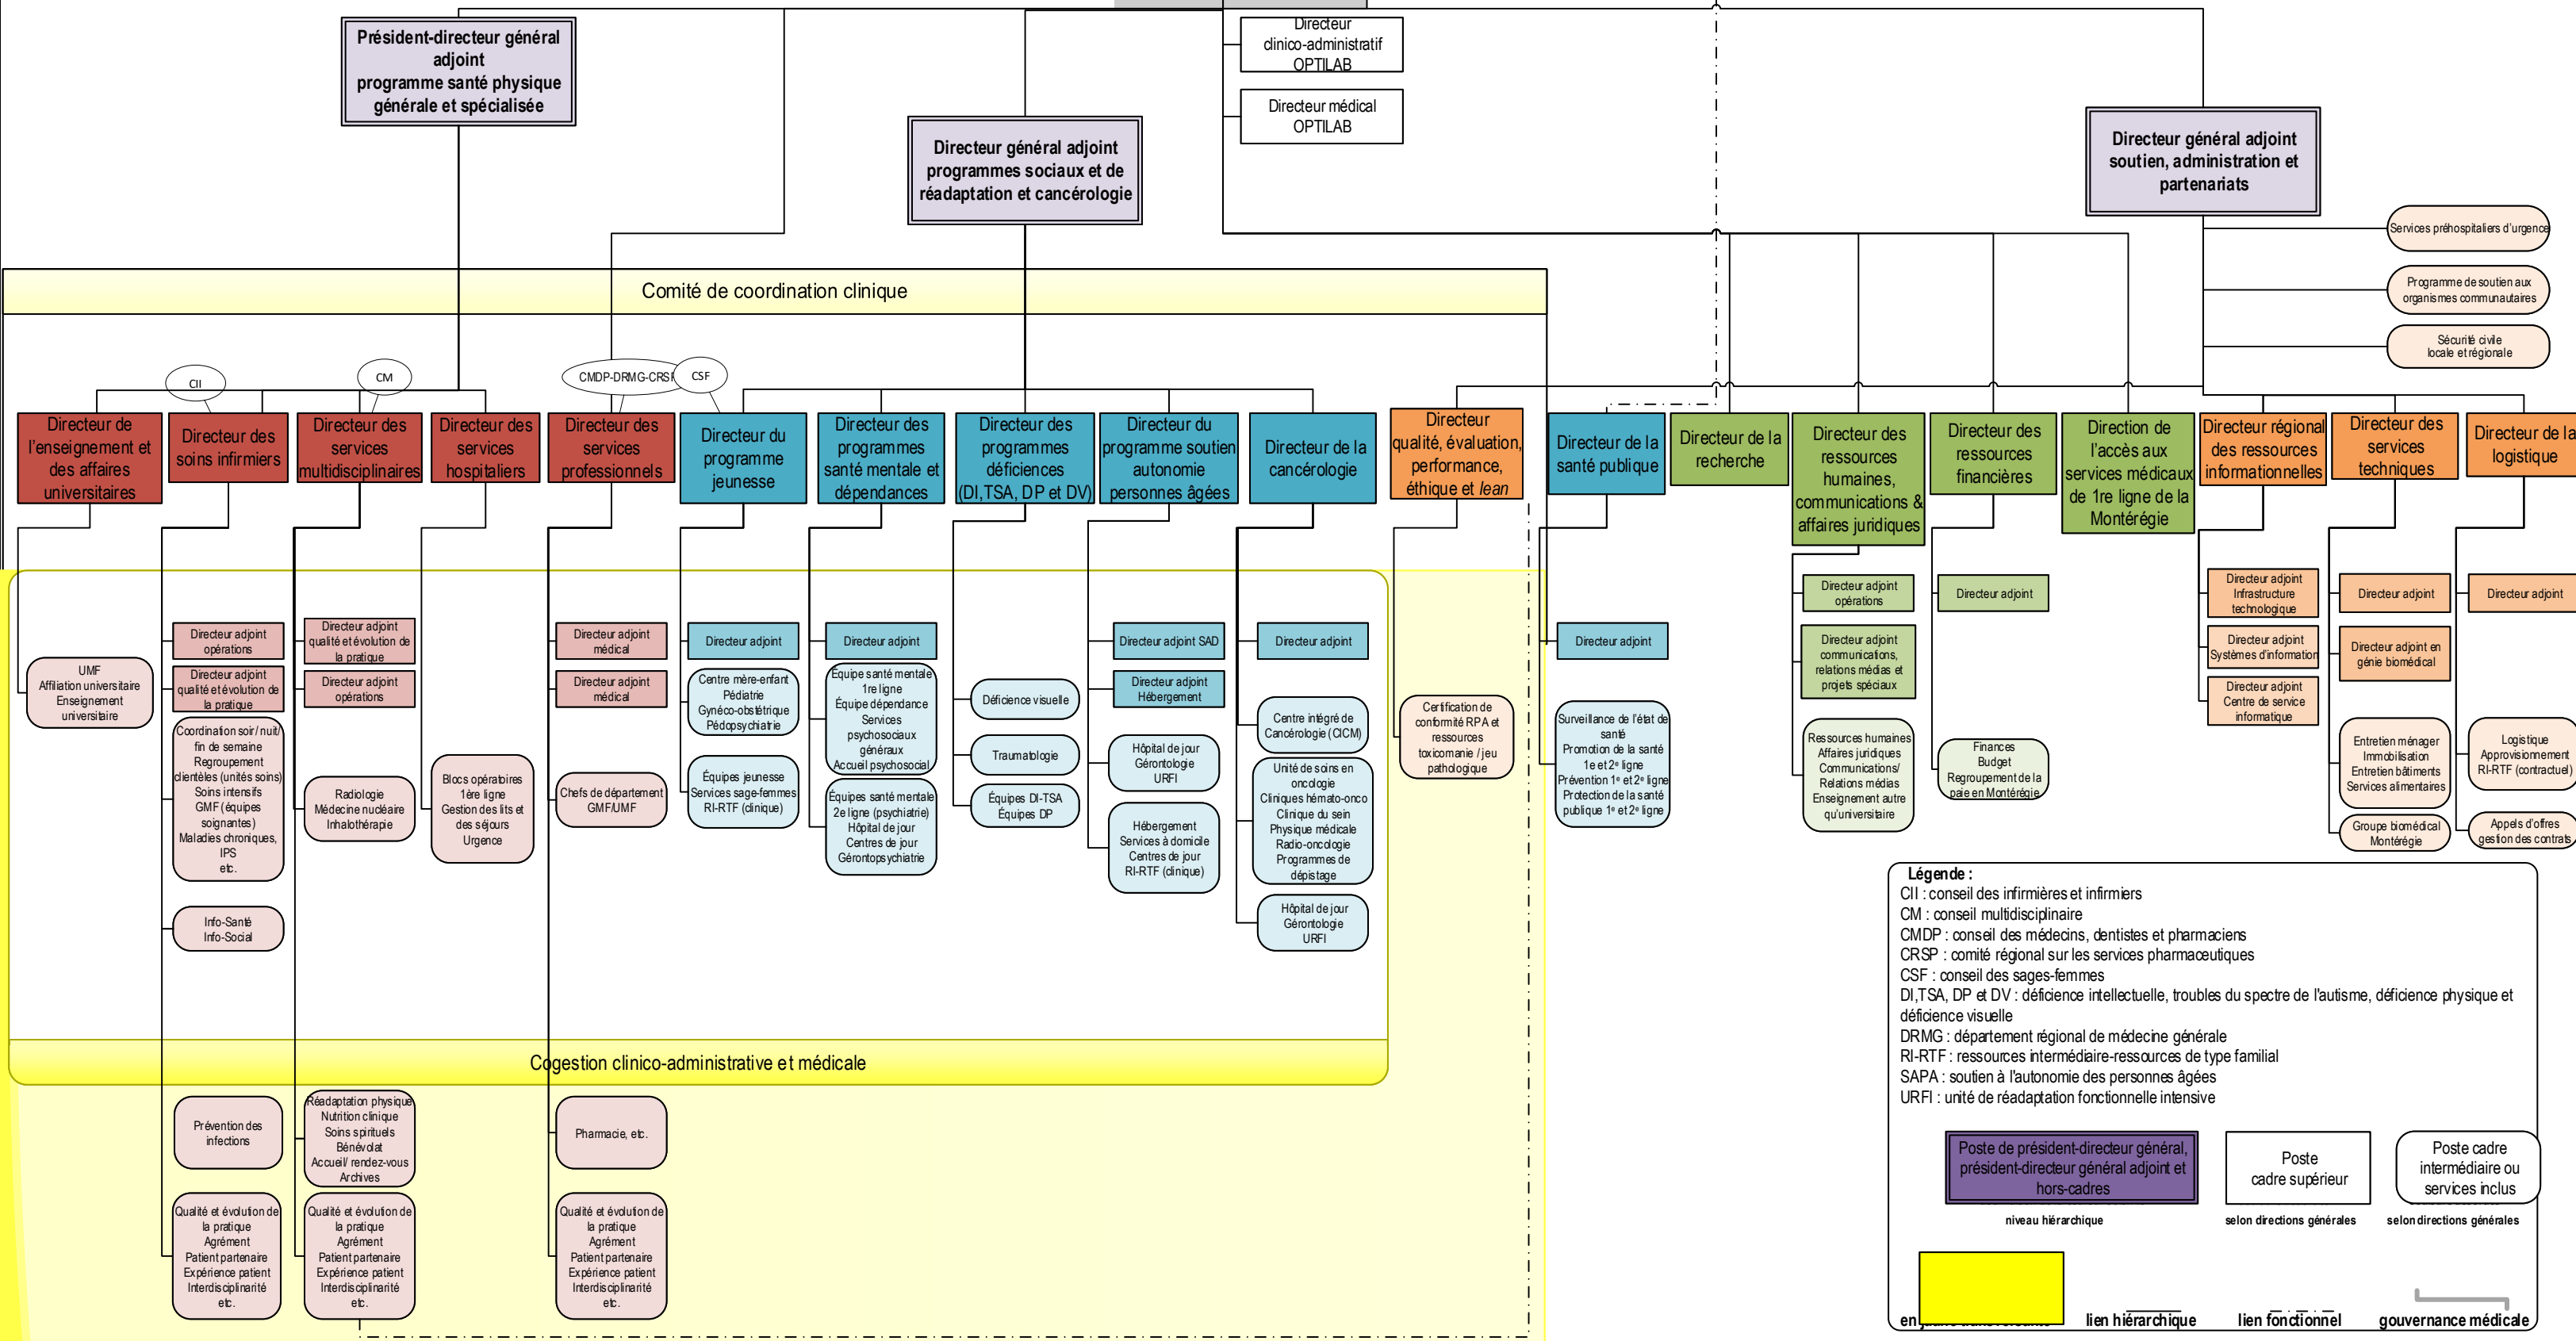 Président-directeur général
adjoint
programme santé physique
générale et spécialisée
Directeur
clinico-administratif
OPTILAB
Directeur médical
OPTILAB
Directeur général adjoint
programmes sociaux et de
réadaptation et cancérologie
Directeur général adjoint
soutien, administration et
partenariats
Services préhospitaliers d'urgence
Programme de soutien aux
organismes communautaires
Sécurité civile
locale et régionale
Comité de coordination clinique
CII
CM
CMDP-DRMG-CRSP
CSF
Directeur de
l'enseignement et
des affaires
universitaires
Directeur des
soins infirmiers
Directeur des
services
multidisciplinaires
Directeur des
services
hospitaliers
Directeur des
services
professionnels
Directeur du
programme
jeunesse
Directeur des
programmes
santé mentale et
dépendances
Directeur des
programmes
déficiences
(DI,TSA, DP et DV)
Directeur du
programme soutien
autonomie
personnes âgées
Directeur de la
cancérologie
Directeur
qualité, évaluation,
performance,
éthique et lean
Directeur de la
santé publique
Directeur de la
recherche
Directeur des
ressources
humaines,
communications &
affaires juridiques
Directeur des
ressources
financières
Direction de
l'accès aux
services médicaux
de 1re ligne de la
Montérégie
Directeur régional
des ressources
informationnelles
Directeur des
services
techniques
Directeur de la
logistique
UMF
Affiliation universitaire
Enseignement
universitaire
Directeur adjoint
opérations
Directeur adjoint
qualité et évolution de
la pratique
Coordination soir/ nuit/
fin de semaine
Regroupement
clientèles (unités soins)
Soins intensifs
GMF (équipes
soignantes)
Maladies chroniques,
IPS
etc.
Info-Santé
Info-Social
Directeur adjoint
qualité et évolution de
la pratique
Directeur adjoint
opérations
Radiologie
Médecine nucléaire
Inhalothérapie
Blocs opératoires
1ère ligne
Gestion des lits et
des séjours
Urgence
Directeur adjoint
médical
Directeur adjoint
médical
Chefs de département
GMF/UMF
Directeur adjoint
Centre mère-enfant
Pédiatrie
Gynéco-obstétrique
Pédopsychiatrie
Équipes jeunesse
Services sage-femmes
RI-RTF (clinique)
Directeur adjoint
Équipe santé mentale
1re ligne
Équipe dépendance
Services
psychosociaux
généraux
Accueil psychosocial
Équipes santé mentale
2e ligne (psychiatrie)
Hôpital de jour
Centres de jour
Gérontopsychiatrie
Déficience visuelle
Traumatologie
Équipes DI-TSA
Équipes DP
Directeur adjoint SAD
Directeur adjoint
Hébergement
Hôpital de jour
Gérontologie
URFI
Hébergement
Services à domicile
Centres de jour
RI-RTF (clinique)
Directeur adjoint
Centre intégré de
Cancérologie (CICM)
Unité de soins en
oncologie
Cliniques hémato-onco
Clinique du sein
Physique médicale
Radio-oncologie
Programmes de
dépistage
Hôpital de jour
Gérontologie
URFI
Certification de
conformité RPA et
ressources
toxicomanie / jeu
pathologique
Directeur adjoint
Surveillance de l'état de
santé
Promotion de la santé
1e et 2e ligne
Prévention 1e et 2e ligne
Protection de la santé
publique 1e et 2e ligne
Directeur adjoint
opérations
Directeur adjoint
communications,
relations médias et
projets spéciaux
Ressources humaines
Affaires juridiques
Communications/
Relations médias
Enseignement autre
qu'universitaire
Directeur adjoint
Finances
Budget
Regroupement de la
paie en Montérégie
Directeur adjoint
Infrastructure
technologique
Directeur adjoint
Systèmes d'information
Directeur adjoint
Centre de service
informatique
Directeur adjoint
Directeur adjoint en
génie biomédical
Entretien ménager
Immobilisation
Entretien bâtiments
Services alimentaires
Groupe biomédical
Montérégie
Directeur adjoint
Logistique
Approvisionnement
RI-RTF (contractuel)
Appels d'offres
gestion des contrats
Cogestion clinico-administrative et médicale
Prévention des
infections
Qualité et évolution de
la pratique
Agrément
Patient partenaire
Expérience patient
Interdisciplinarité
etc.
Réadaptation physique
Nutrition clinique
Soins spirituels
Bénévolat
Accueil/ rendez-vous
Archives
Qualité et évolution de
la pratique
Agrément
Patient partenaire
Expérience patient
Interdisciplinarité
etc.
Pharmacie, etc.
Qualité et évolution de
la pratique
Agrément
Patient partenaire
Expérience patient
Interdisciplinarité
etc.
Légende :
CII : conseil des infirmières et infirmiers
CM : conseil multidisciplinaire
CMDP : conseil des médecins, dentistes et pharmaciens
CRSP : comité régional sur les services pharmaceutiques
CSF : conseil des sages-femmes
DI,TSA, DP et DV : déficience intellectuelle, troubles du spectre de l'autisme, déficience physique et
déficience visuelle
DRMG : département régional de médecine générale
RI-RTF : ressources intermédiaire-ressources de type familial
SAPA : soutien à l'autonomie des personnes âgées
URFI : unité de réadaptation fonctionnelle intensive
Poste de président-directeur général,
président-directeur général adjoint et
hors-cadres
niveau hiérarchique
Poste
cadre supérieur
selon directions générales
Poste cadre
intermédiaire ou
services inclus
selon directions générales
en
lien hiérarchique
lien fonctionnel
gouvernance médicale